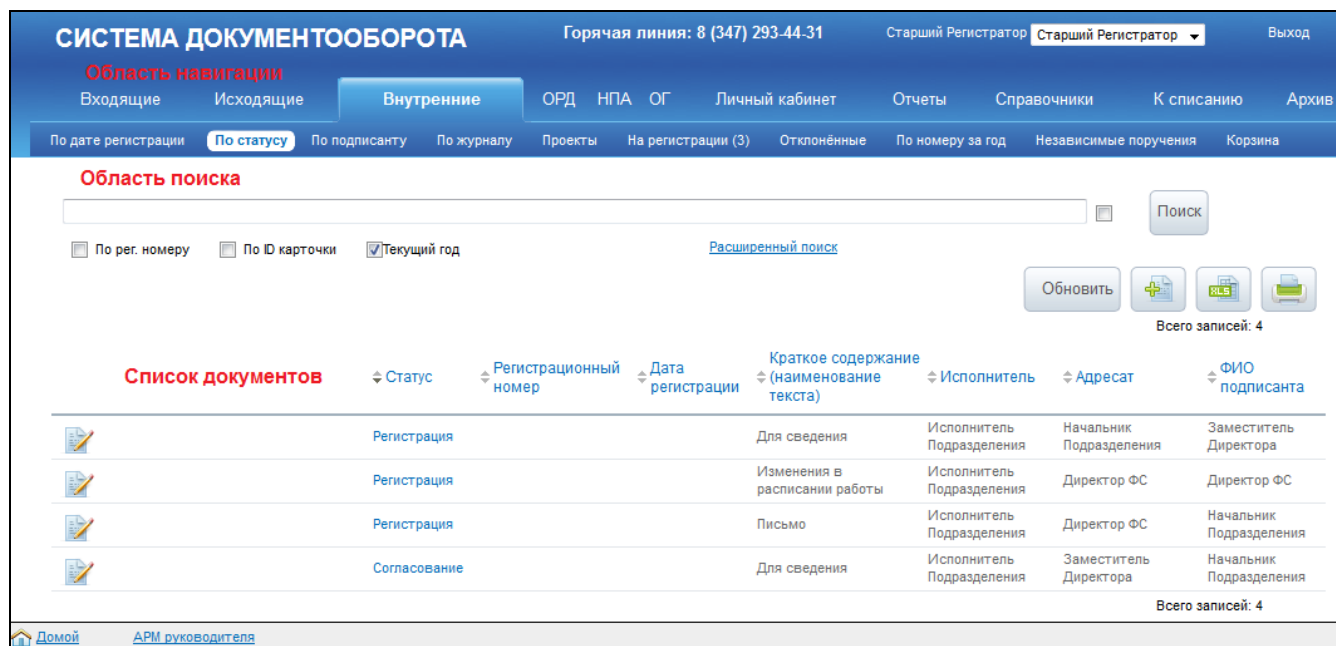 СИСТЕМА ДОКУМЕНТООБОРОТА Горячая линия: 8 (347) 293-44-31 Старший Регистратор Старший Регистратор Выход
Область навигации
Входящие Исходящие Внутренние ОРД НПА ОГ Личный кабинет Отчеты Справочники К списанию Архив
По дате регистрации По статусу По подписанту По журналу Проекты На регистрации (3) Отклонённые По номеру за год Независимые поручения Корзина
Область поиска
Поиск
По рег. номеру По ID карточки Текущий год Расширенный поиск
Обновить XLS
Всего записей: 4
Список документов Статус Регистрационный номер Дата регистрации Краткое содержание (наименование текста) Исполнитель Адресат ФИО подписанта
Регистрация Для сведения Исполнитель Подразделения Начальник Подразделения Заместитель Директора
Регистрация Изменения в расписании работы Исполнитель Подразделения Директор ФС Директор ФС
Регистрация Письмо Исполнитель Подразделения Директор ФС Начальник Подразделения
Согласование Для сведения Исполнитель Подразделения Заместитель Директора Начальник Подразделения
Всего записей: 4
Домой АРМ руководителя